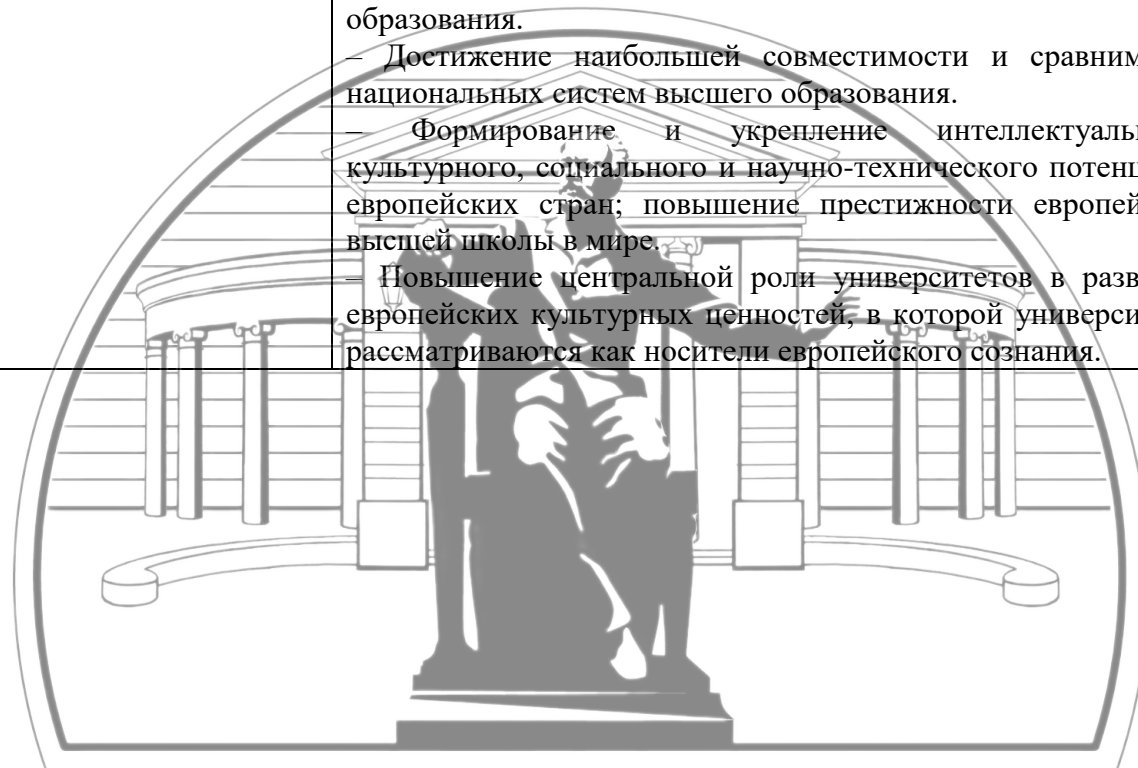 образования.
– Достижение наибольшей совместимости и сравним
национальных систем высшего образования.
– Формирование и укрепление интеллектуаль
культурного, социального и научно-технического потенц
европейских стран; повышение престижности европей
высшей школы в мире.
– Повышение центральной роли университетов в разв
европейских культурных ценностей, в которой универси
рассматриваются как носители европейского сознания.